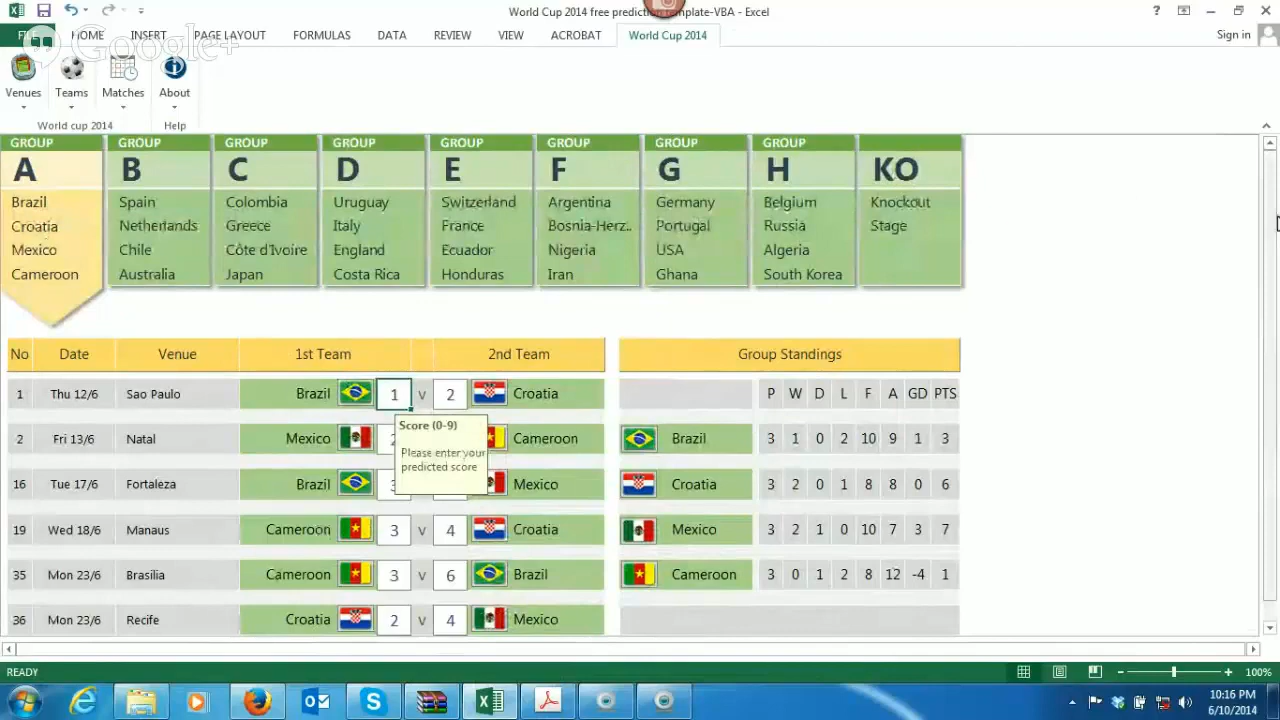 World Cup 2014 free prediction template-VBA - Excel
FILE HOME INSERT PAGE LAYOUT FORMULAS DATA REVIEW VIEW ACROBAT World Cup 2014 Sign in
Google+
Venues Teams Matches About
World cup 2014 Help
GROUP GROUP GROUP GROUP GROUP GROUP GROUP GROUP
A B C D E F G H KO
Brazil Spain Colombia Uruguay Switzerland Argentina Germany Belgium Knockout
Croatia Netherlands Greece Italy France Bosnia-Herz.. Portugal Russia Stage
Mexico Chile Côte d'Ivoire England Ecuador Nigeria USA Algeria
Cameroon Australia Japan Costa Rica Honduras Iran Ghana South Korea
No Date Venue 1st Team 2nd Team Group Standings
1 Thu 12/6 Sao Paulo Brazil 1 v 2 Croatia P W D L F A GD PTS
Score (0-9)
Please enter your
predicted score
2 Fri 13/6 Natal Mexico Cameroon Brazil 3 1 0 2 10 9 1 3
16 Tue 17/6 Fortaleza Brazil Mexico Croatia 3 2 0 1 8 8 0 6
19 Wed 18/6 Manaus Cameroon 3 v 4 Croatia Mexico 3 2 1 0 10 7 3 7
35 Mon 23/6 Brasília Cameroon 3 v 6 Brazil Cameroon 3 0 1 2 8 12 -4 1
36 Mon 23/6 Recife Croatia 2 v 4 Mexico
READY 100%
10:16 PM
6/10/2014